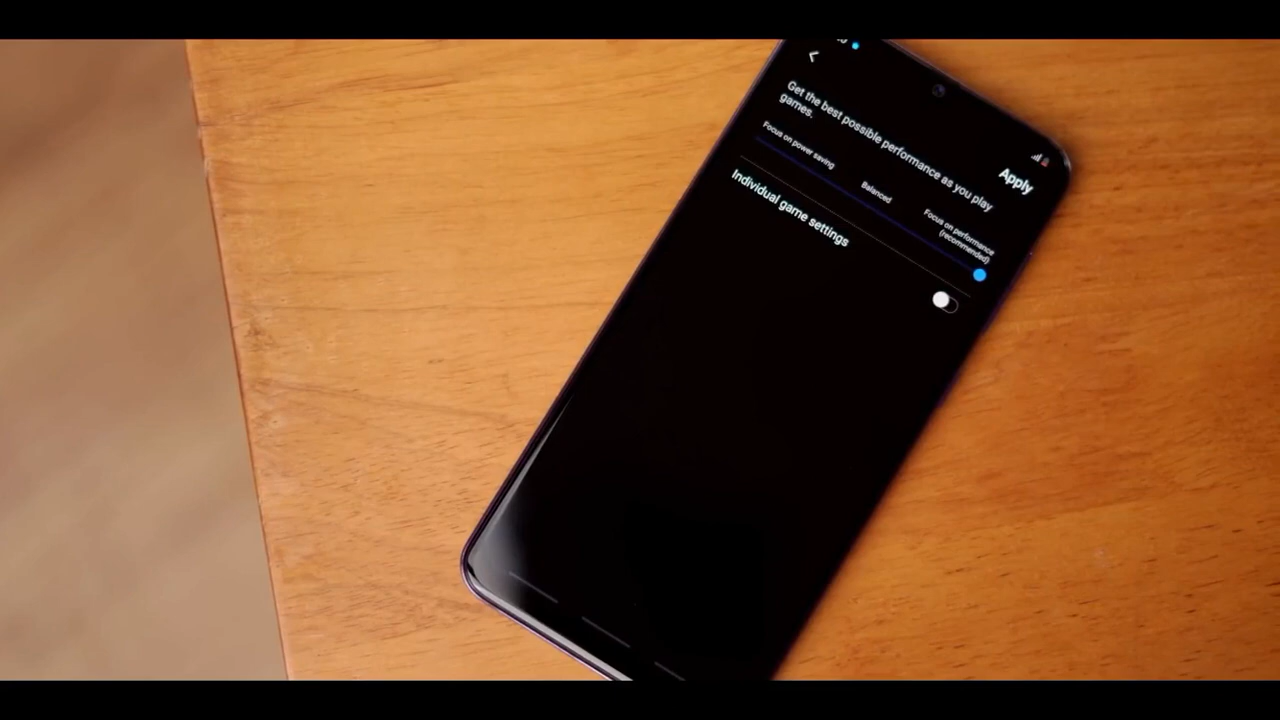 Get the best possible performance as you play
games.
Apply
Focus on power saving
Balanced
Focus on performance
(recommended)
Individual game settings